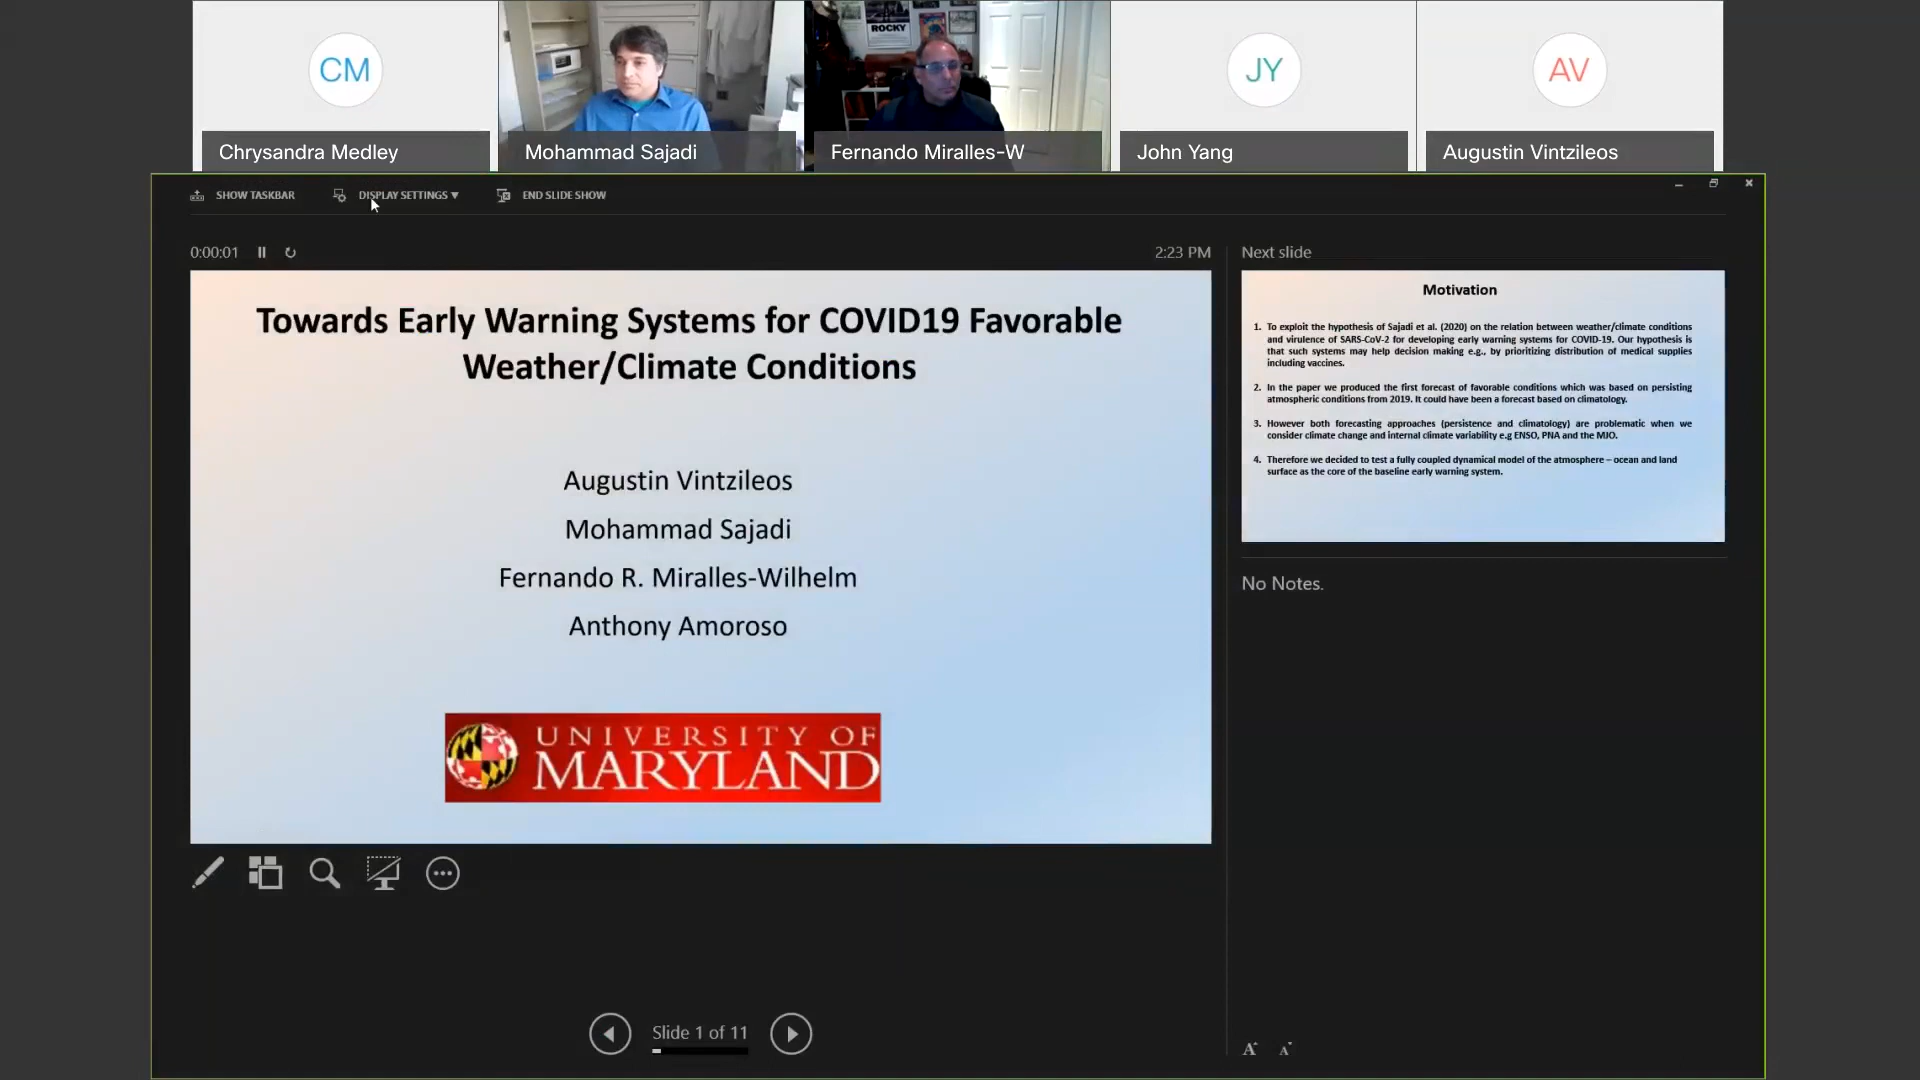 ROCKY
CM
JY
AV
Chrysandra Medley
Mohammad Sajadi
Fernando Miralles-W
John Yang
Augustin Vintzileos
SHOW TASKBAR
DISPLAY SETTINGS ▼
END SLIDE SHOW
0:00:01
2:23 PM
Next slide
Towards Early Warning Systems for COVID19 Favorable
Weather/Climate Conditions
Augustin Vintzileos
Mohammad Sajadi
Fernando R. Miralles-Wilhelm
Anthony Amoroso
UNIVERSITY OF
MARYLAND
Motivation
1. To exploit the hypothesis of Sajadi et al. (2020) on the relation between weather/climate conditions
and virulence of SARS-CoV-2 for developing early warning systems for COVID-19. Our hypothesis is
that such systems may help decision making e.g., by prioritizing distribution of medical supplies
including vaccines.
2. In the paper we produced the first forecast of favorable conditions which was based on persisting
atmospheric conditions from 2019. It could have been a forecast based on climatology.
3. However both forecasting approaches (persistence and climatology) are problematic when we
consider climate change and internal climate variability e.g ENSO, PNA and the MJO.
4. Therefore we decided to test a fully coupled dynamical model of the atmosphere – ocean and land
surface as the core of the baseline early warning system.
No Notes.
Slide 1 of 11
A A